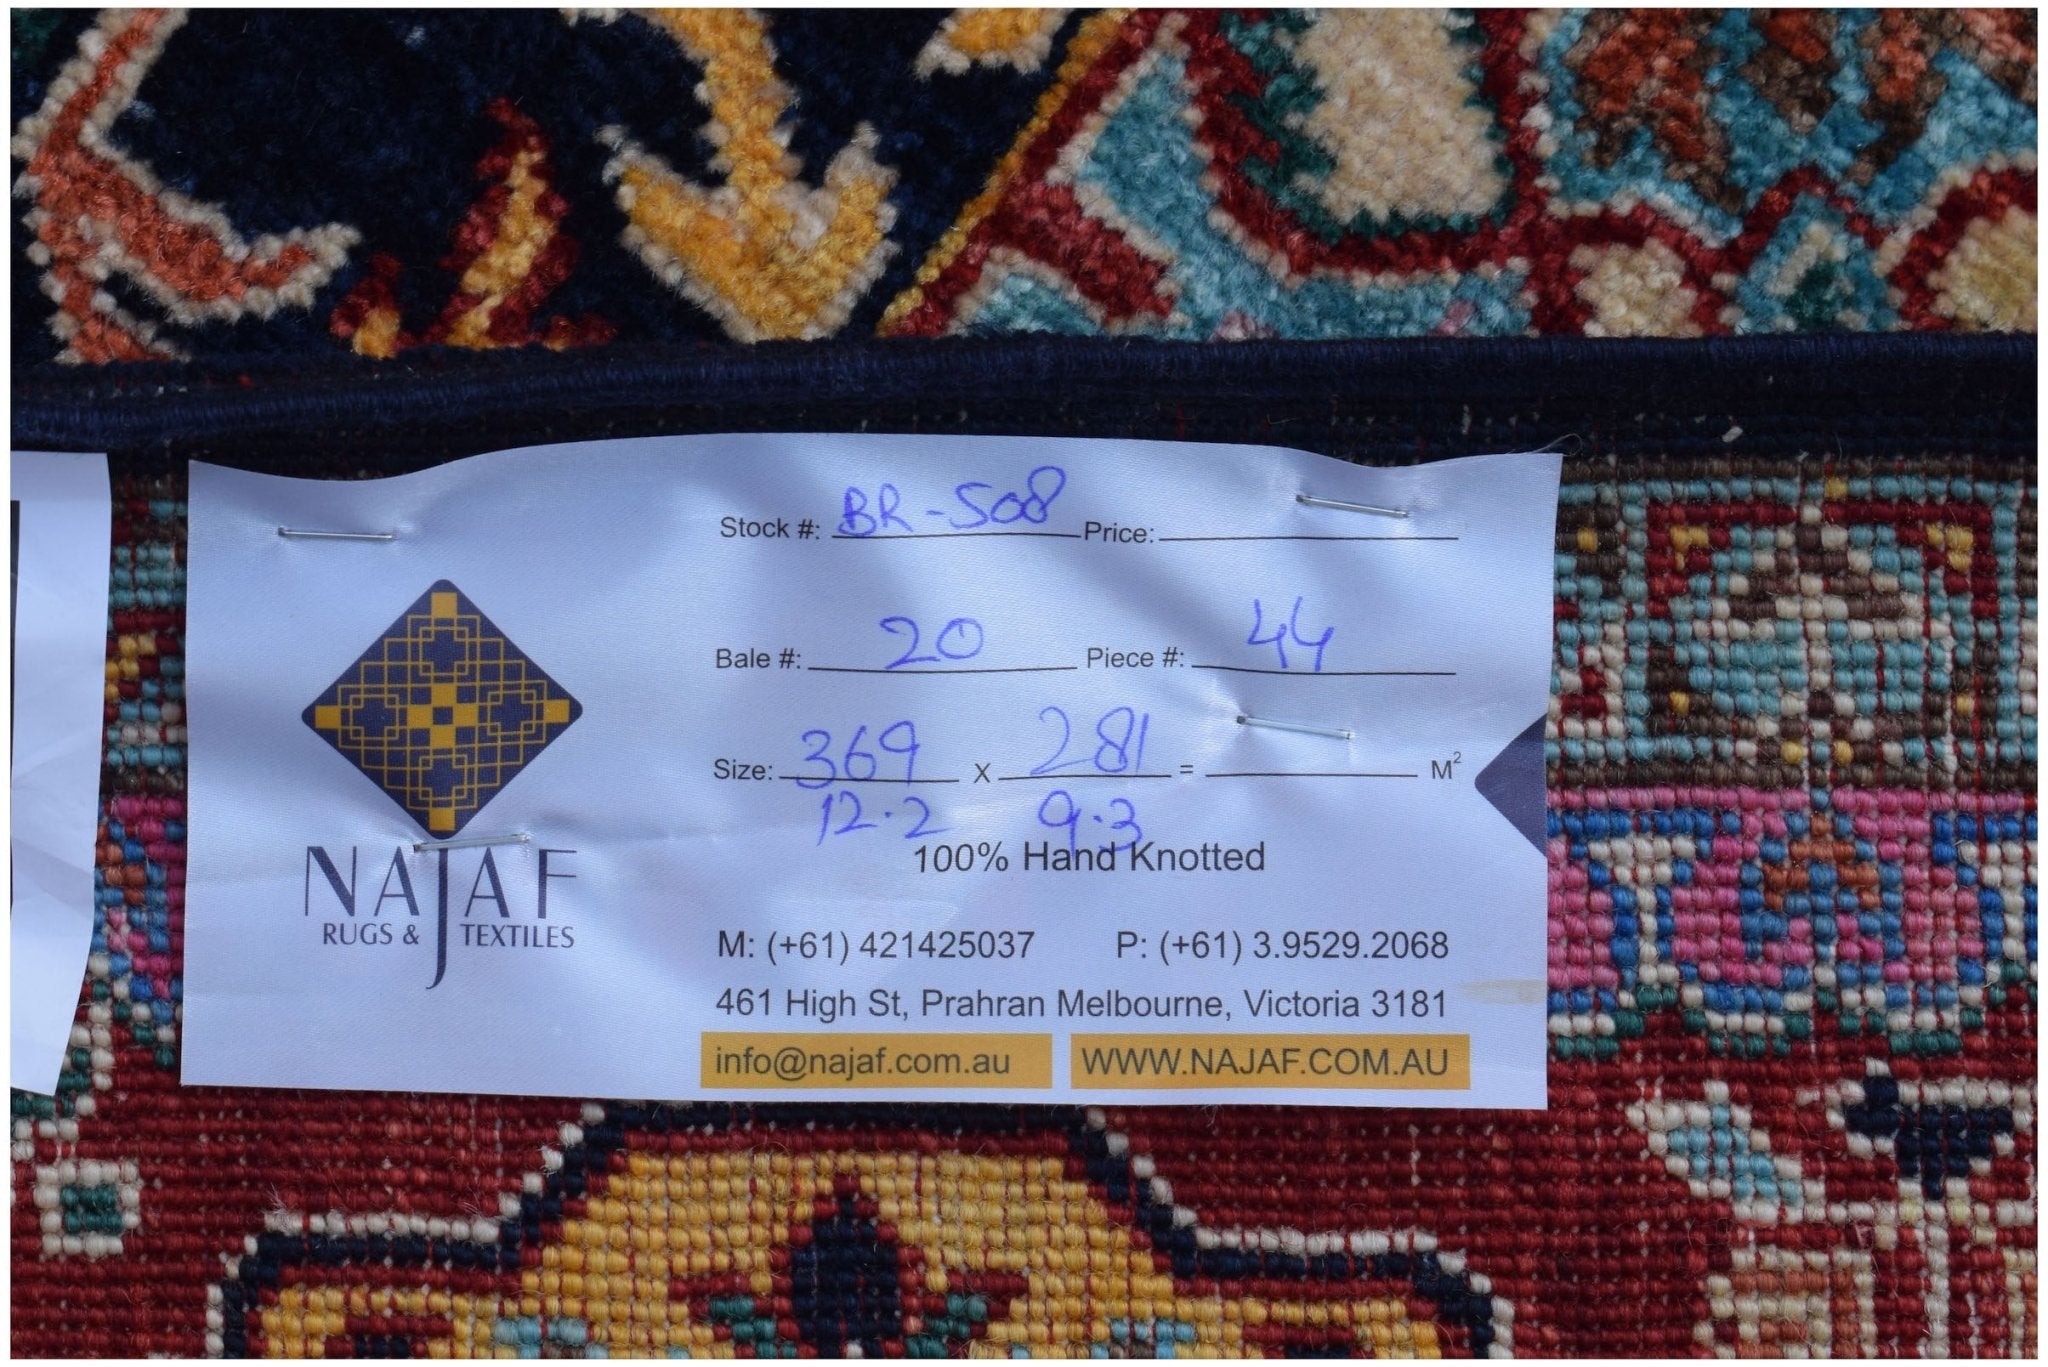 Stock #: BR-508 Price:
Bale #: 20 Piece #: 44
Size: 369 X 281 = M²
12.2 9.3
100% Hand Knotted
NAJAF
RUGS & TEXTILES
M: (+61) 421425037 P: (+61) 3.9529.2068
461 High St, Prahran Melbourne, Victoria 3181
info@najaf.com.au WWW.NAJAF.COM.AU